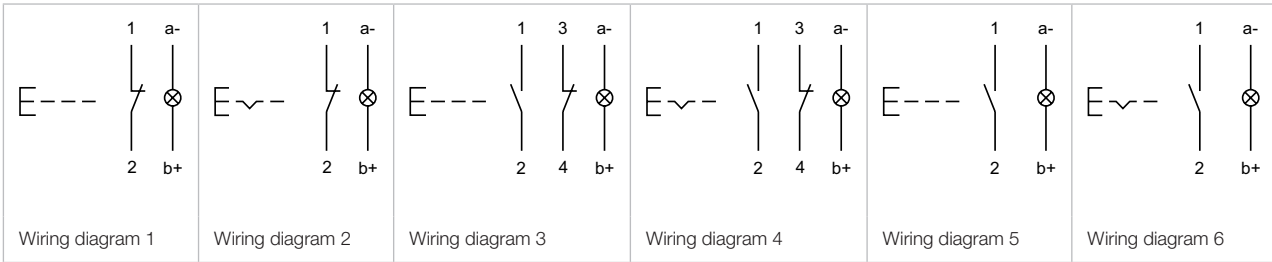 1 a-
2 b+
Wiring diagram 1
1 a-
2 b+
Wiring diagram 2
1 3 a-
2 4 b+
Wiring diagram 3
1 3 a-
2 4 b+
Wiring diagram 4
1 a-
2 b+
Wiring diagram 5
1 a-
2 b+
Wiring diagram 6